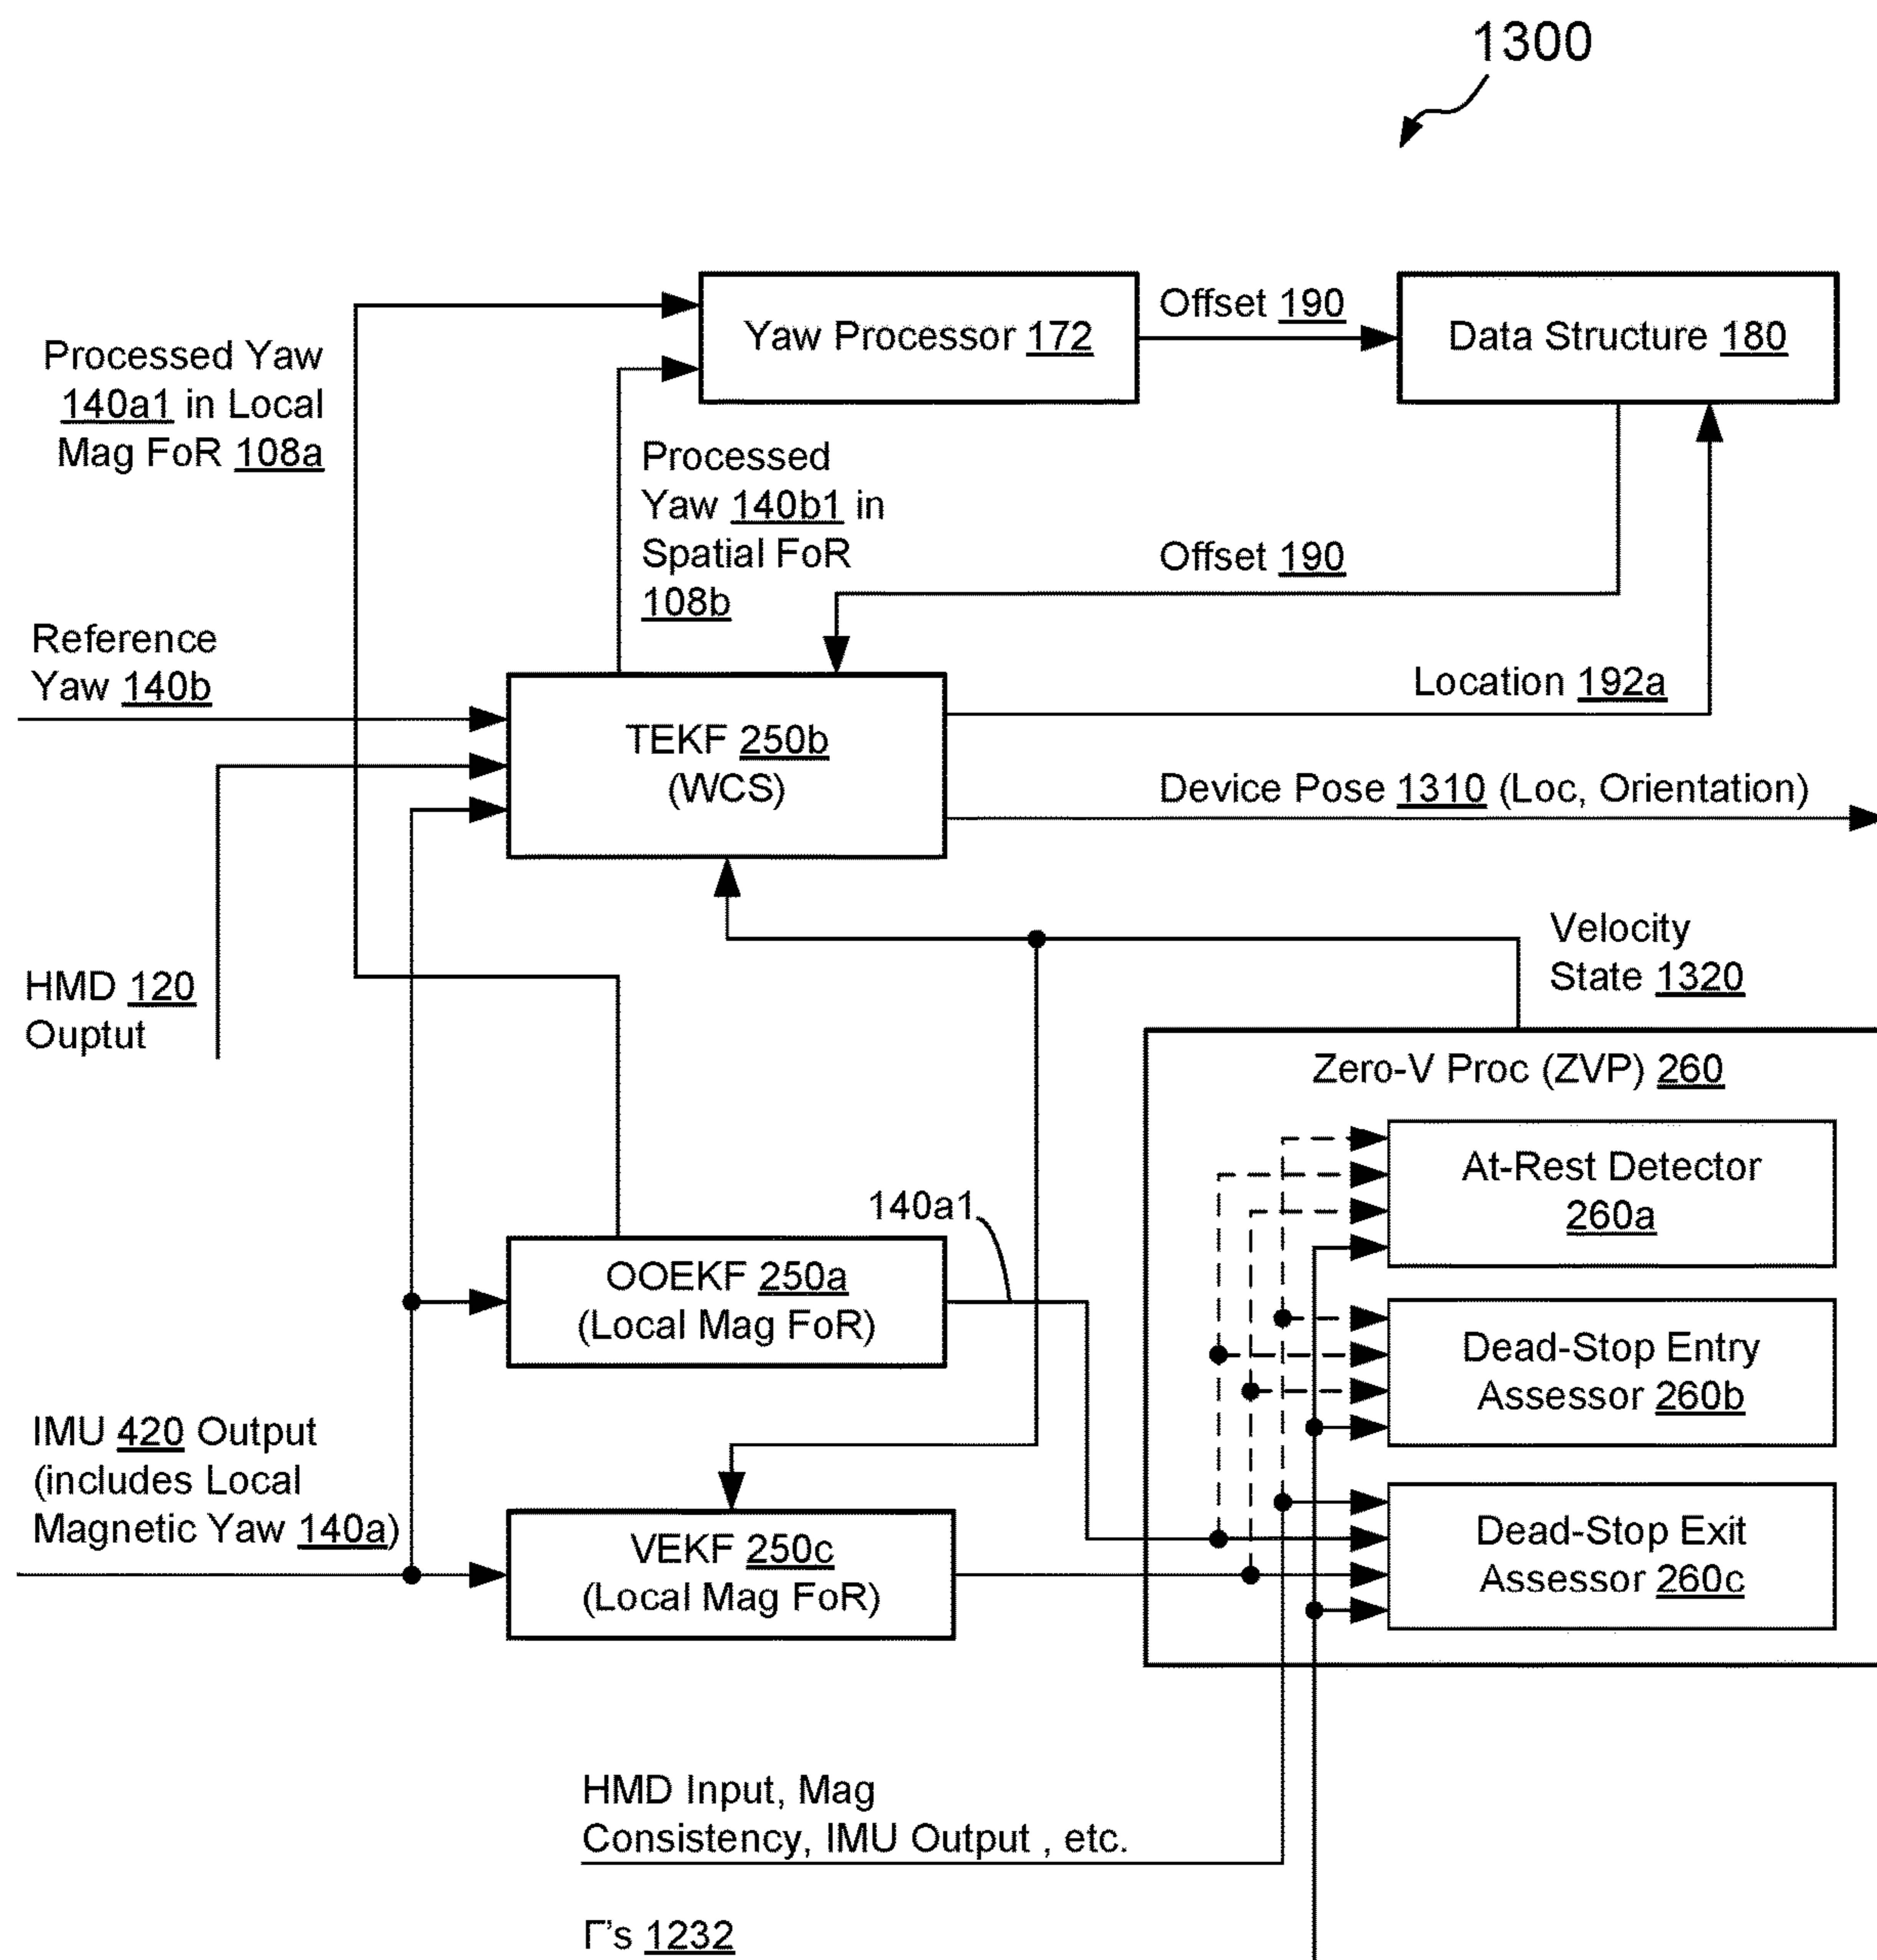 1300
Yaw Processor 172
Offset 190
Data Structure 180
Processed Yaw
140a1 in Local
Mag FoR 108a
Processed
Yaw 140b1 in
Spatial FoR
108b
Offset 190
Reference
Yaw 140b
Location 192a
TEKF 250b
(WCS)
Device Pose 1310 (Loc, Orientation)
HMD 120
Ouptut
Velocity
State 1320
Zero-V Proc (ZVP) 260
At-Rest Detector
260a
140a1
OOEKF 250a
(Local Mag FoR)
Dead-Stop Entry
Assessor 260b
IMU 420 Output
(includes Local
Magnetic Yaw 140a)
VEKF 250c
(Local Mag FoR)
Dead-Stop Exit
Assessor 260c
HMD Input, Mag
Consistency, IMU Output , etc.
Γ's 1232